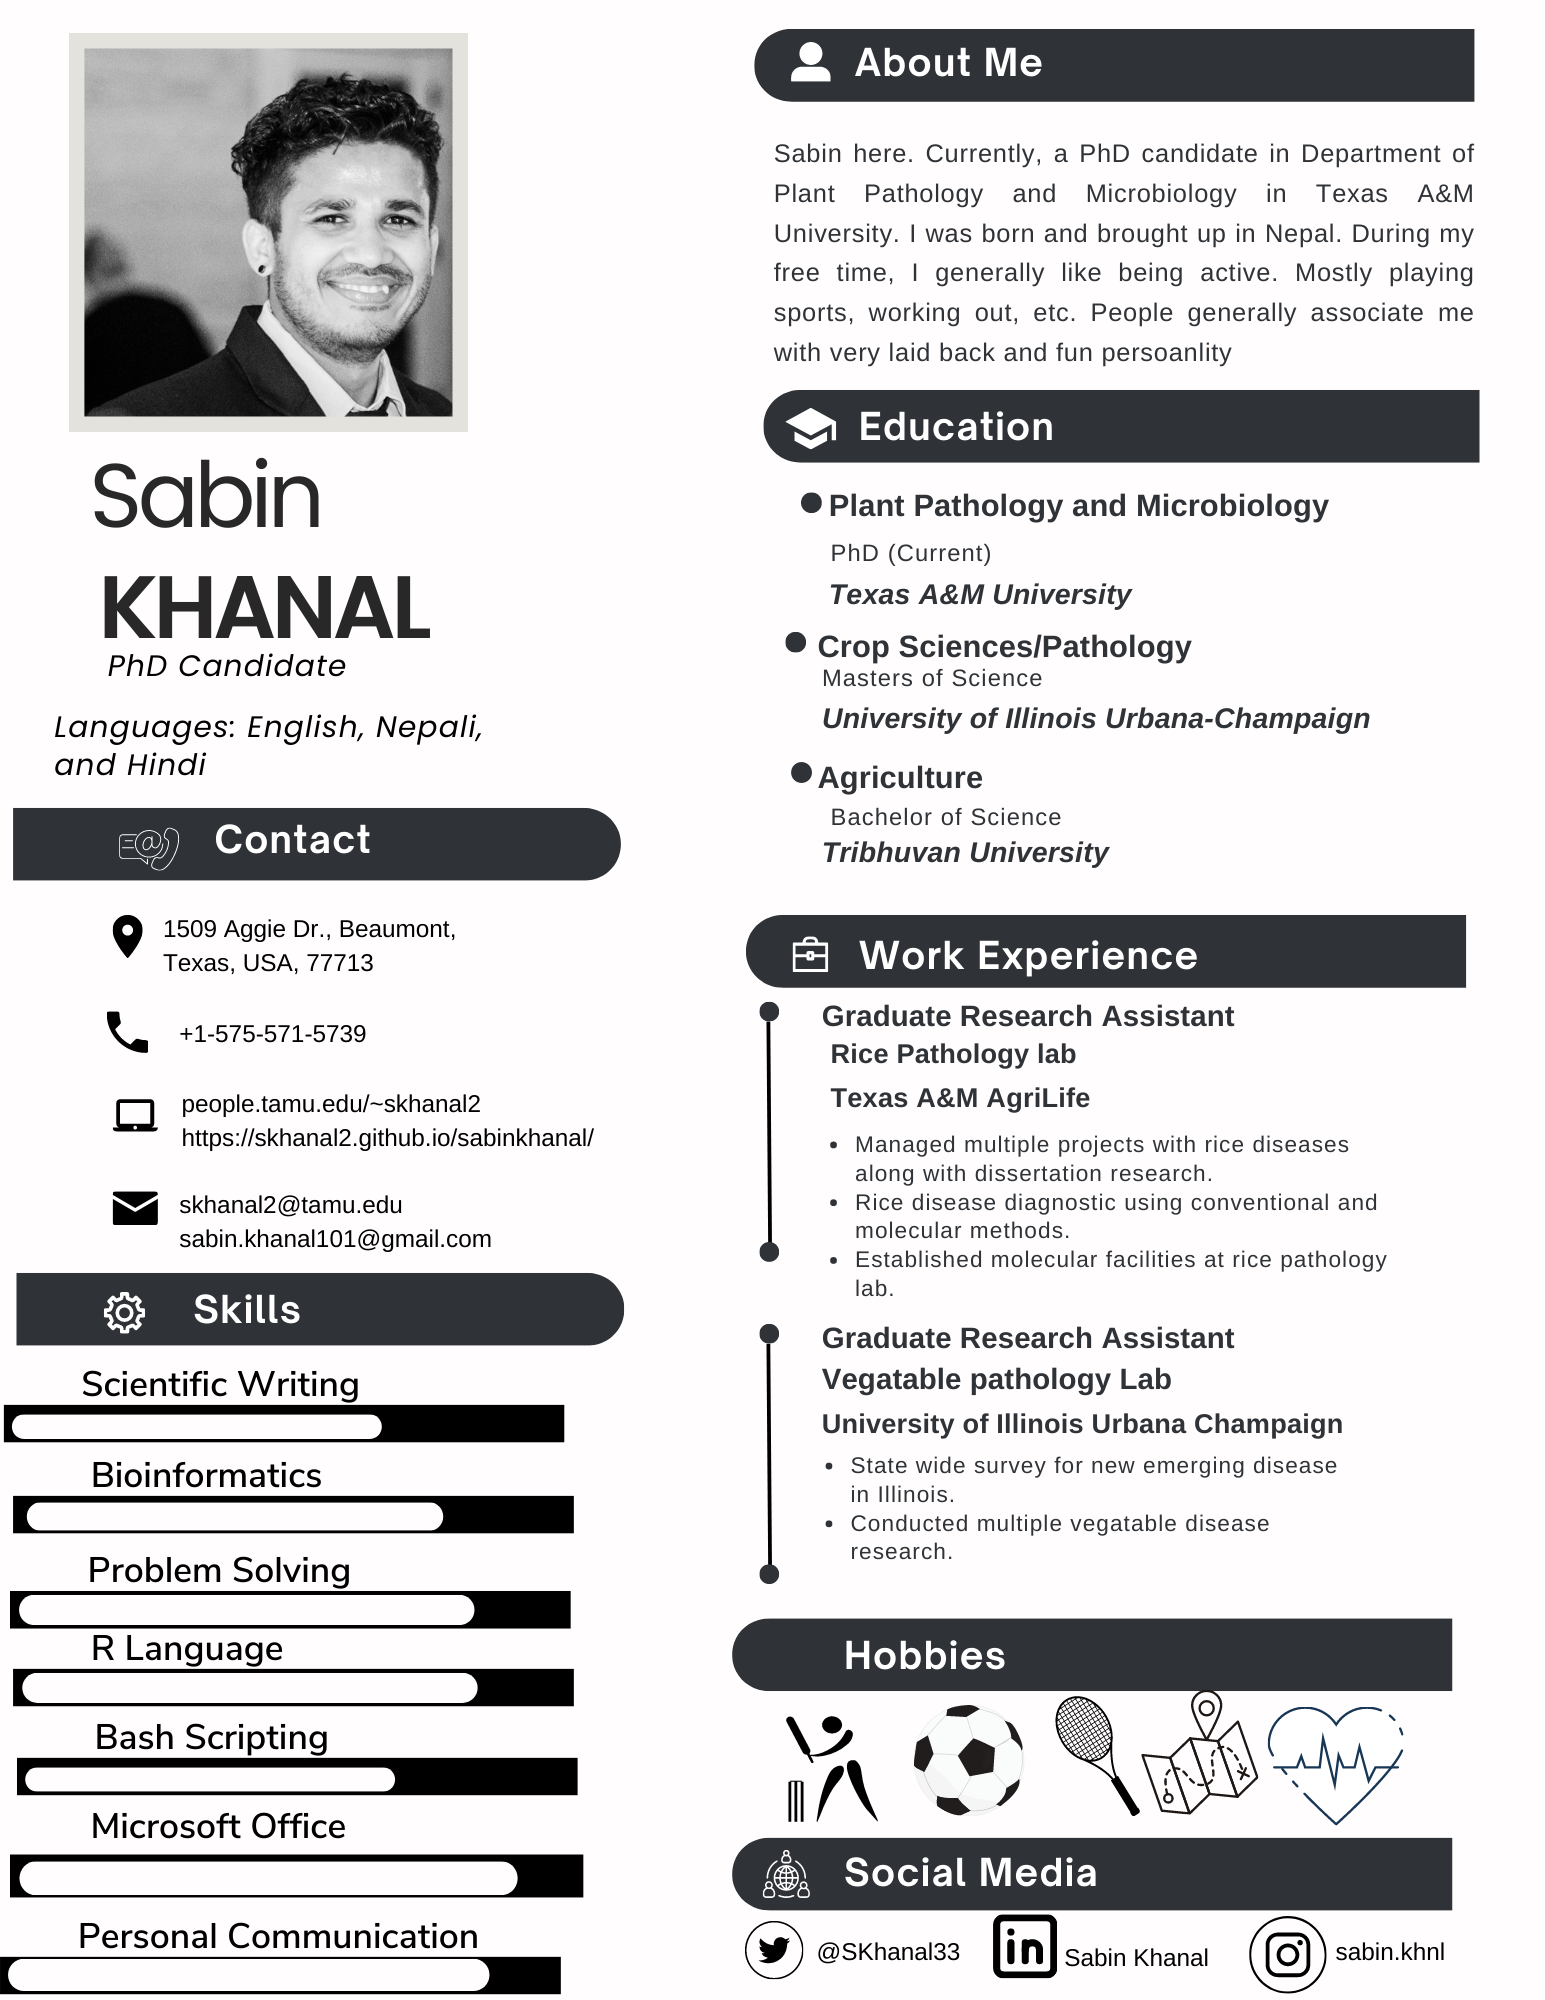 Sabin
KHANAL
PhD Candidate
Languages: English, Nepali,
and Hindi
Contact
1509 Aggie Dr., Beaumont,
Texas, USA, 77713
+1-575-571-5739
people.tamu.edu/~skhanal2
https://skhanal2.github.io/sabinkhanal/
skhanal2@tamu.edu
sabin.khanal101@gmail.com
Skills
Scientific Writing
Bioinformatics
Problem Solving
R Language
Bash Scripting
Microsoft Office
Personal Communication
About Me
Sabin here. Currently, a PhD candidate in Department of
Plant Pathology and Microbiology in Texas A&M
University. I was born and brought up in Nepal. During my
free time, I generally like being active. Mostly playing
sports, working out, etc. People generally associate me
with very laid back and fun persoanlity
Education
Plant Pathology and Microbiology
PhD (Current)
Texas A&M University
Crop Sciences/Pathology
Masters of Science
University of Illinois Urbana-Champaign
Agriculture
Bachelor of Science
Tribhuvan University
Work Experience
Graduate Research Assistant
Rice Pathology lab
Texas A&M AgriLife
• Managed multiple projects with rice diseases
along with dissertation research.
• Rice disease diagnostic using conventional and
molecular methods.
• Established molecular facilities at rice pathology
lab.
Graduate Research Assistant
Vegatable pathology Lab
University of Illinois Urbana Champaign
• State wide survey for new emerging disease
in Illinois.
• Conducted multiple vegatable disease
research.
Hobbies
Social Media
@SKhanal33
in Sabin Khanal
sabin.khnl